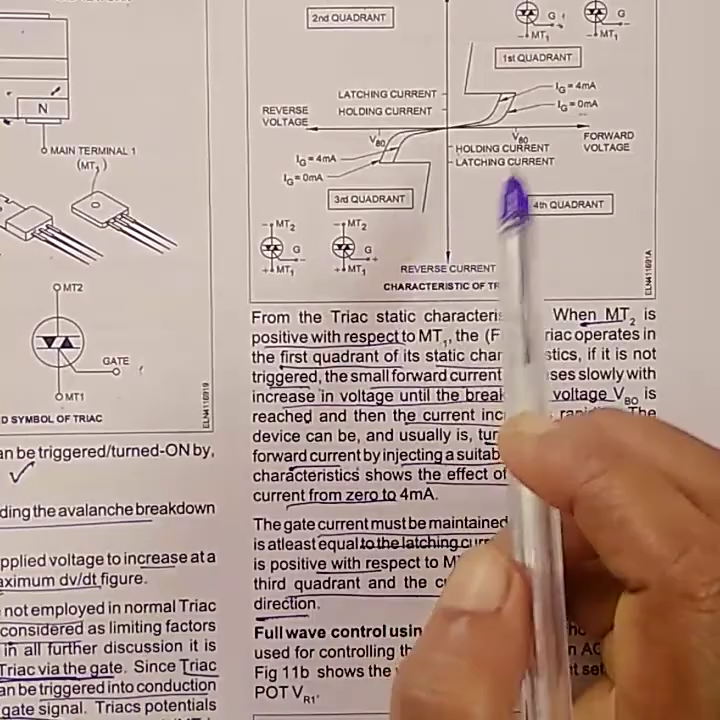 N
MAIN TERMINAL 1
(MT1)
MT2
GATE
MT1
D SYMBOL OF TRIAC
ELN4116919
an be triggered/turned-ON by,
ding the avalanche breakdown
pplied voltage to increase at a
aximum dv/dt figure.
not employed in normal Triac
considered as limiting factors
in all further discussion it is
Triac via the gate. Since Triac
an be triggered into conduction
gate signal. Triacs potentials
2nd QUADRANT
G
G
MT1
MT1
1st QUADRANT
IG = 4mA
IG = 0mA
LATCHING CURRENT
HOLDING CURRENT
REVERSE
VOLTAGE
VB0
VB0
FORWARD
VOLTAGE
HOLDING CURRENT
LATCHING CURRENT
IG = 4mA
IG = 0mA
3rd QUADRANT
4th QUADRANT
-MT2
-MT2
G
G
+MT1
+MT1
REVERSE CURRENT
CHARACTERISTIC OF TR
ELN411691A
From the Triac static characteris When MT2 is
positive with respect to MT1, the (F riac operates in
the first quadrant of its static char stics, if it is not
triggered, the small forward current ses slowly with
increase in voltage until the break voltage VBO is
reached and then the current inc The
device can be, and usually is, tur
forward current by injecting a suitab
characteristics shows the effect of
current from zero to 4mA.
The gate current must be maintained
is atleast equal to the latching curr
is positive with respect to M
third quadrant and the cu
direction.
Full wave control usin
used for controlling th n AC
Fig 11b shows the t set
POT VR1.